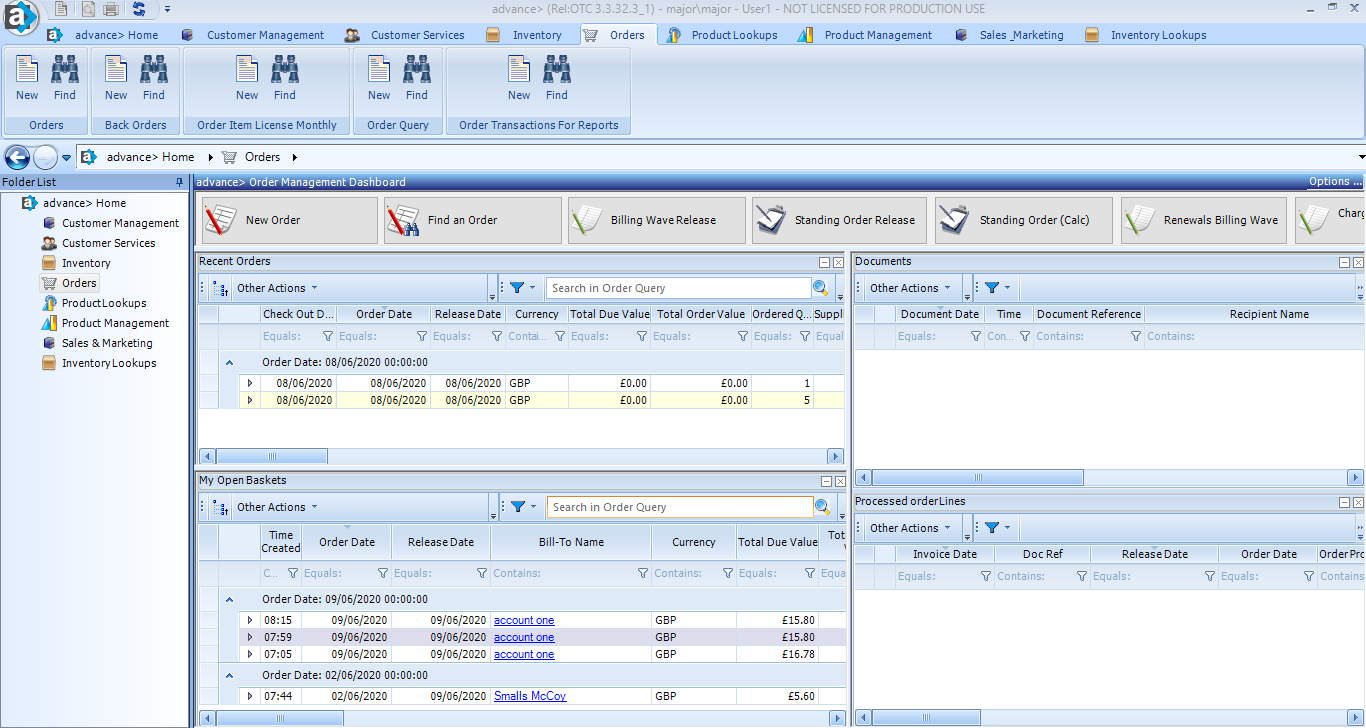 advance> (Rel:OTC 3.3.32.3_1) - major\major - User1 - NOT LICENSED FOR PRODUCTION USE
advance> Home Customer Management Customer Services Inventory Orders Product Lookups Product Management Sales _Marketing Inventory Lookups
New Find New Find New Find New Find New Find
Orders Back Orders Order Item License Monthly Order Query Order Transactions For Reports
advance> Home Orders
Folder List
advance> Home
Customer Management
Customer Services
Inventory
Orders
Product Lookups
Product Management
Sales & Marketing
Inventory Lookups
advance> Order Management Dashboard Options ...
New Order Find an Order Billing Wave Release Standing Order Release Standing Order (Calc) Renewals Billing Wave Charg
Recent Orders
Other Actions Search in Order Query
Check Out D... Order Date Release Date Currency Total Due Value Total Order Value Ordered Q... Suppli
Equals: Equals: Equals: Contai... Equals: Equals: Equals: Equal
Order Date: 08/06/2020 00:00:00
08/06/2020 08/06/2020 08/06/2020 GBP £0.00 £0.00 1
08/06/2020 08/06/2020 08/06/2020 GBP £0.00 £0.00 5
My Open Baskets
Other Actions Search in Order Query
Time Created Order Date Release Date Bill-To Name Currency Total Due Value Tot
C... Equals: Equals: Contains: Contains: Equals: Equa
Order Date: 09/06/2020 00:00:00
08:15 09/06/2020 09/06/2020 account one GBP £15.80
07:59 09/06/2020 09/06/2020 account one GBP £15.80
07:05 09/06/2020 09/06/2020 account one GBP £16.78
Order Date: 02/06/2020 00:00:00
07:44 02/06/2020 09/06/2020 Smalls McCoy GBP £5.60
Documents
Other Actions
Document Date Time Document Reference Recipient Name
Equals: Con... Contains: Contains:
Processed orderLines
Other Actions
Invoice Date Doc Ref Release Date Order Date Order Pro
Equals: Contains: Equals: Equals: Contains